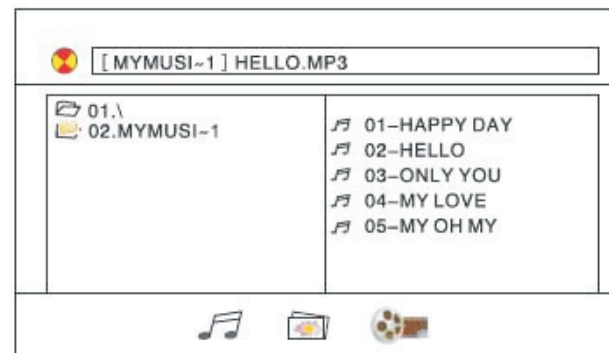 [ MYMUSI~1 ] HELLO.MP3
01.\
02.MYMUSI~1
01-HAPPY DAY
02-HELLO
03-ONLY YOU
04-MY LOVE
05-MY OH MY